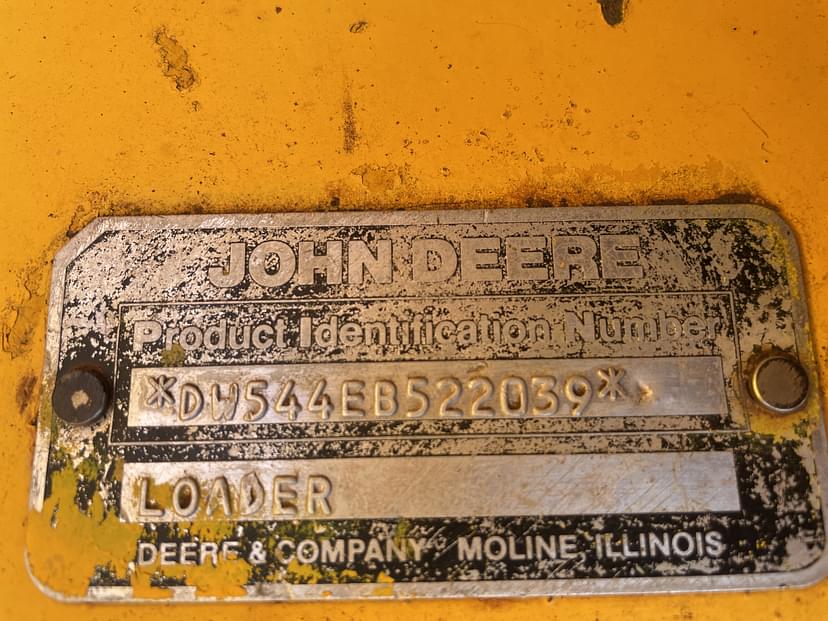 JOHN DEERE
Product Identification Number
*DW544EB522039*
LOADER
DEERE & COMPANY MOLINE, ILLINOIS